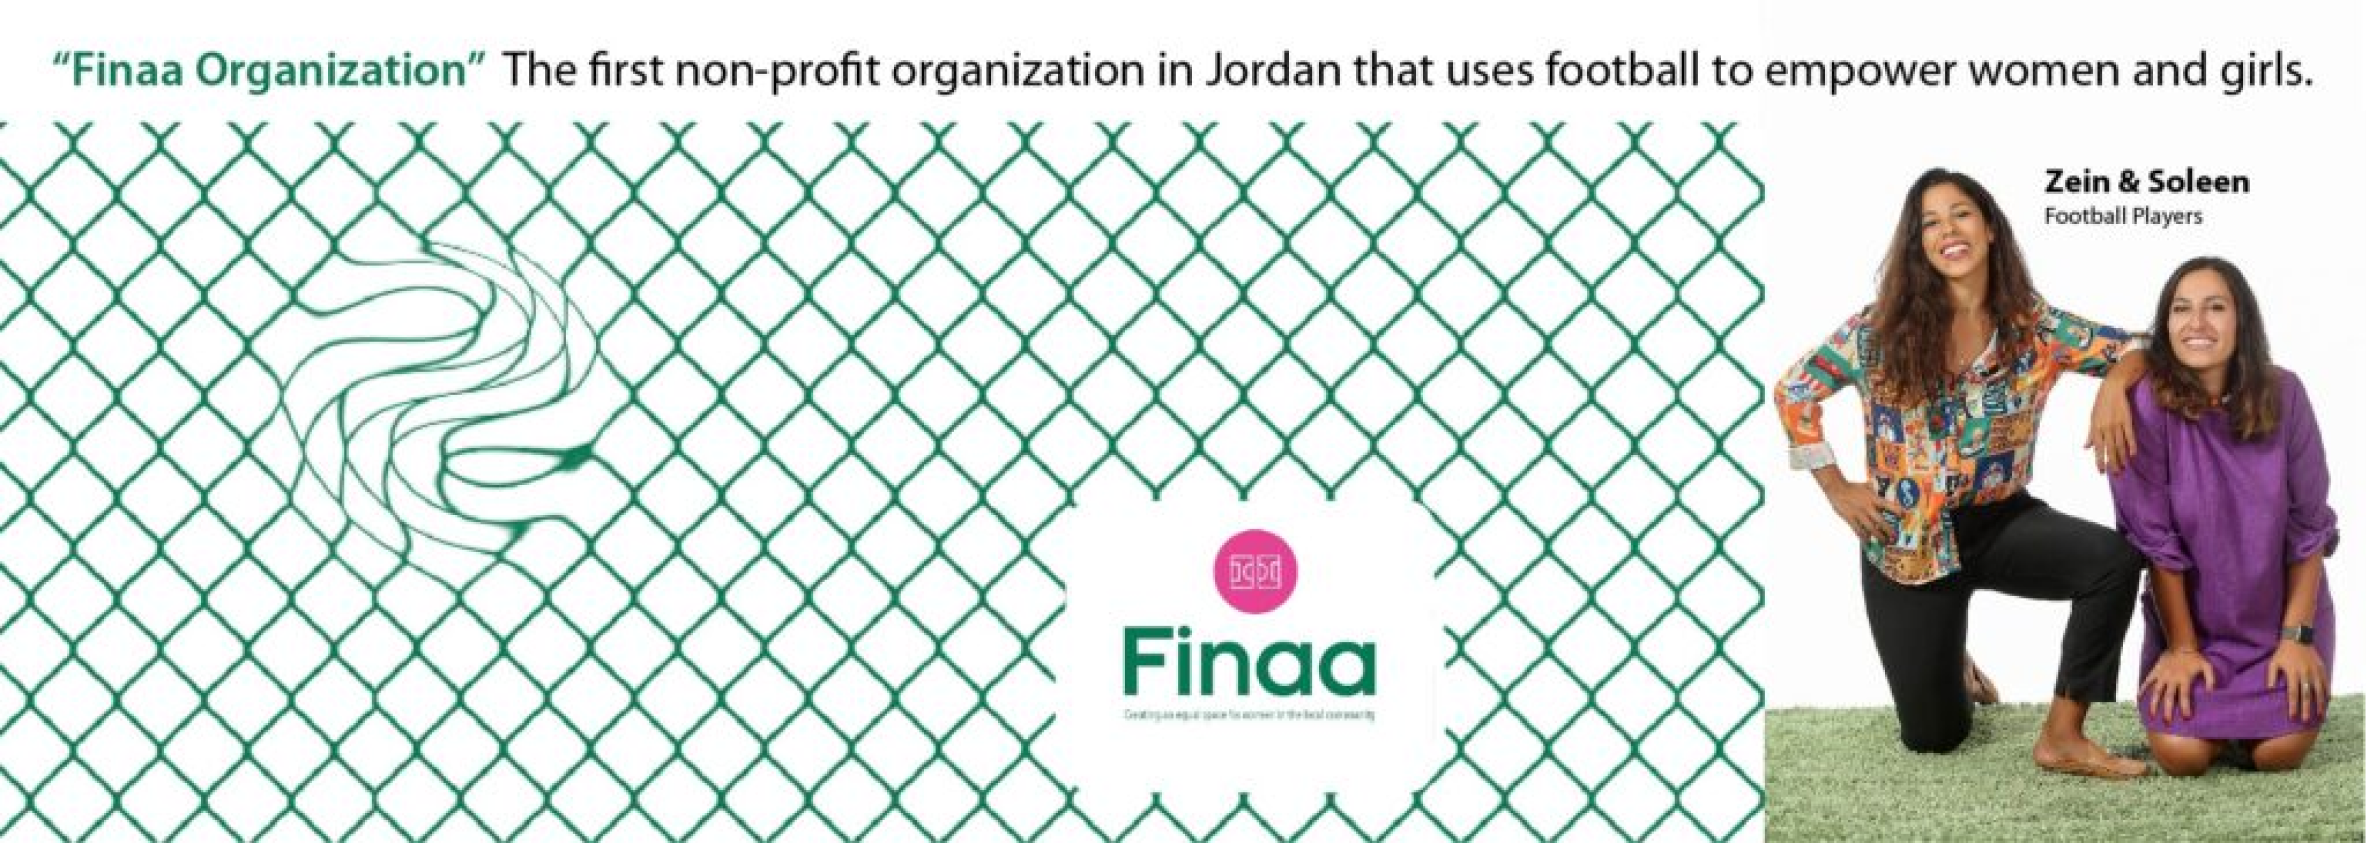 “Finaa Organization” The first non-profit organization in Jordan that uses football to empower women and girls.
Zein & Soleen
Football Players
Finaa
Creating an equal space for women in the local community